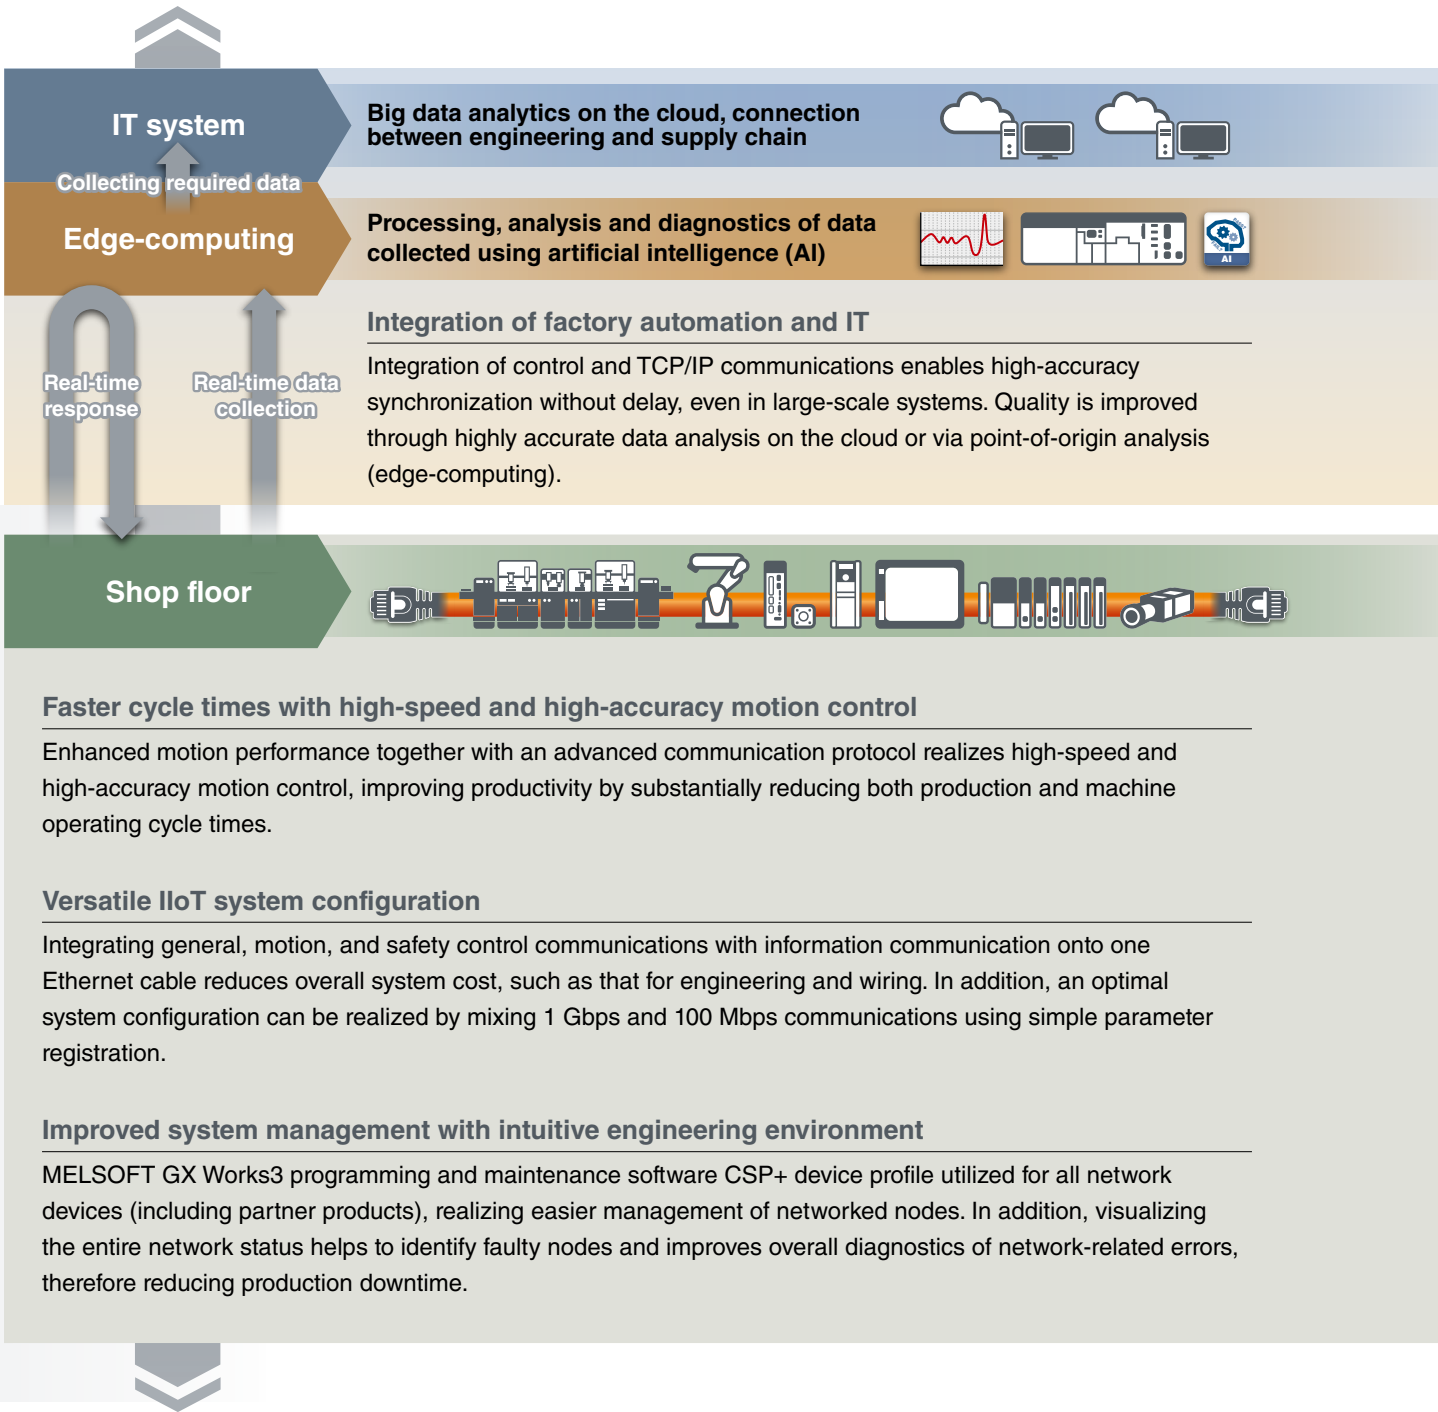 IT system
Big data analytics on the cloud, connection
between engineering and supply chain
Collecting required data
Edge-computing
Processing, analysis and diagnostics of data
collected using artificial intelligence (AI)
AI
Real-time
response
Real-time data
collection
Integration of factory automation and IT
Integration of control and TCP/IP communications enables high-accuracy
synchronization without delay, even in large-scale systems. Quality is improved
through highly accurate data analysis on the cloud or via point-of-origin analysis
(edge-computing).
Shop floor
Faster cycle times with high-speed and high-accuracy motion control
Enhanced motion performance together with an advanced communication protocol realizes high-speed and
high-accuracy motion control, improving productivity by substantially reducing both production and machine
operating cycle times.
Versatile IIoT system configuration
Integrating general, motion, and safety control communications with information communication onto one
Ethernet cable reduces overall system cost, such as that for engineering and wiring. In addition, an optimal
system configuration can be realized by mixing 1 Gbps and 100 Mbps communications using simple parameter
registration.
Improved system management with intuitive engineering environment
MELSOFT GX Works3 programming and maintenance software CSP+ device profile utilized for all network
devices (including partner products), realizing easier management of networked nodes. In addition, visualizing
the entire network status helps to identify faulty nodes and improves overall diagnostics of network-related errors,
therefore reducing production downtime.